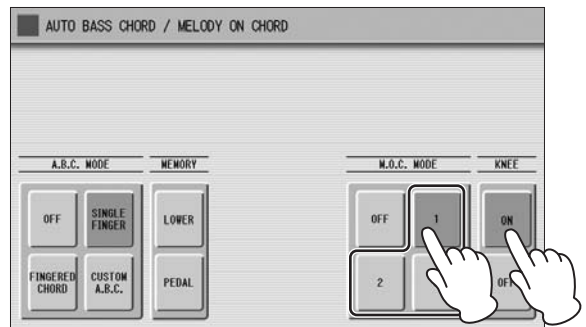 AUTO BASS CHORD / MELODY ON CHORD
A.B.C. MODE
MEMORY
M.O.C. MODE
KNEE
OFF
SINGLE
FINGER
LOWER
OFF
1
ON
FINGERED
CHORD
CUSTOM
A.B.C.
PEDAL
2